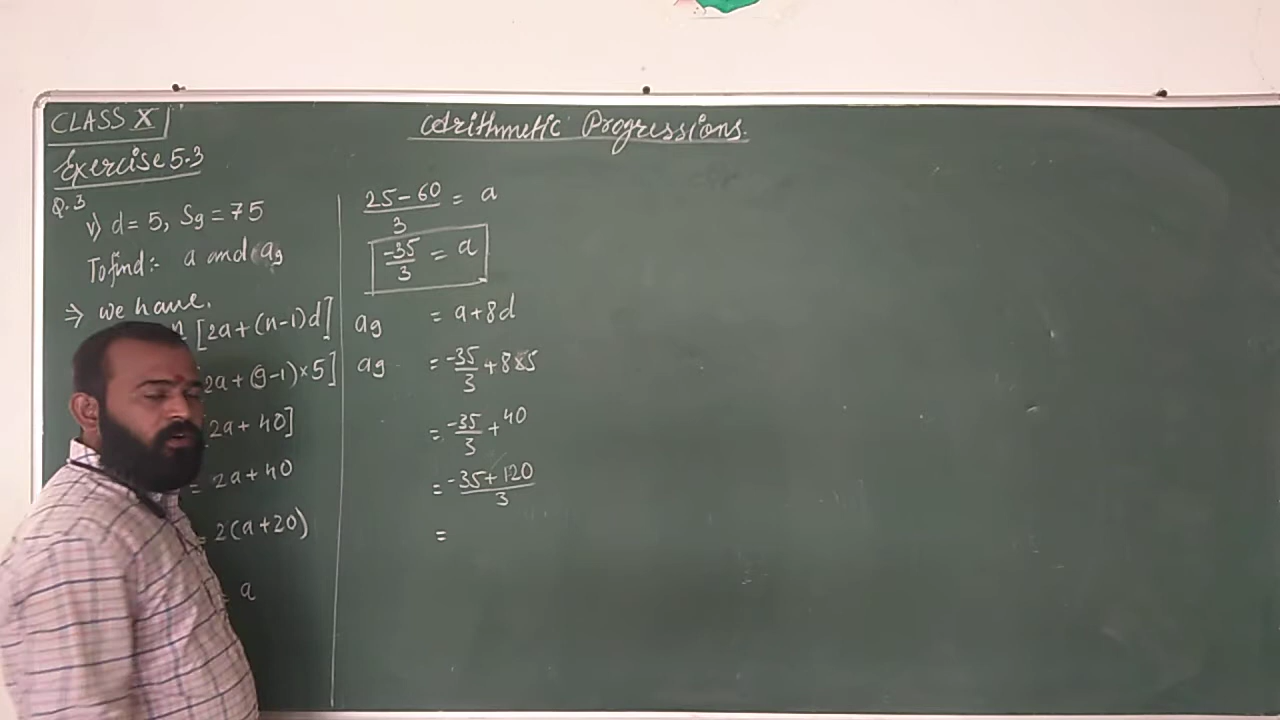 CLASS X
Arithmetic Progressions.
Exercise 5.3
Q.3
v) d = 5, S9 = 75
To find:- a and a9
⇒ we have,
[2a + (n-1)d]
2a + (9-1)×5]
[2a + 40]
= 2a + 40
= 2(a+20)
= a
25-60/3 = a
-35/3 = a
a9 = a+8d
a9 = -35/3 + 8×5
= -35/3 + 40
= -35+120/3
=